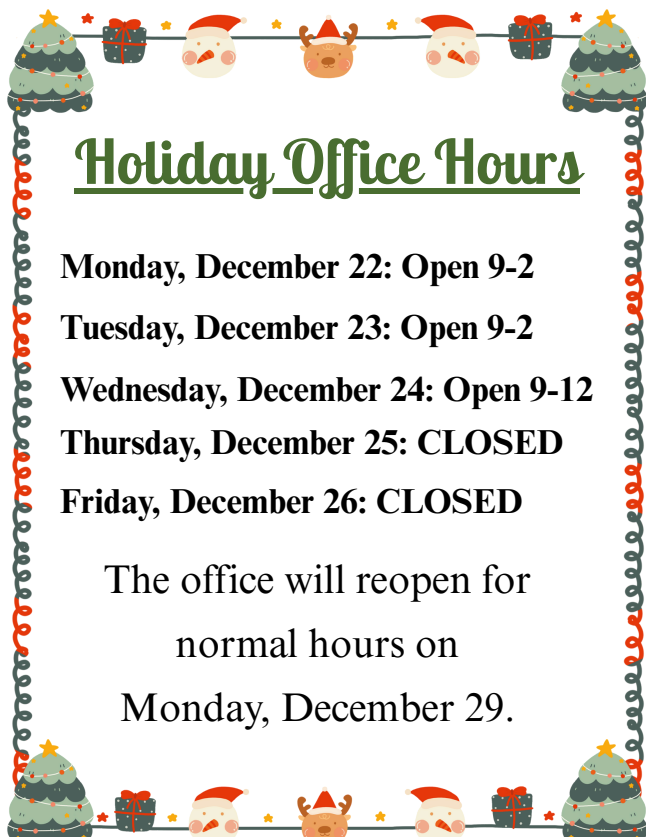 Holiday Office Hours
Monday, December 22: Open 9-2
Tuesday, December 23: Open 9-2
Wednesday, December 24: Open 9-12
Thursday, December 25: CLOSED
Friday, December 26: CLOSED
The office will reopen for
normal hours on
Monday, December 29.